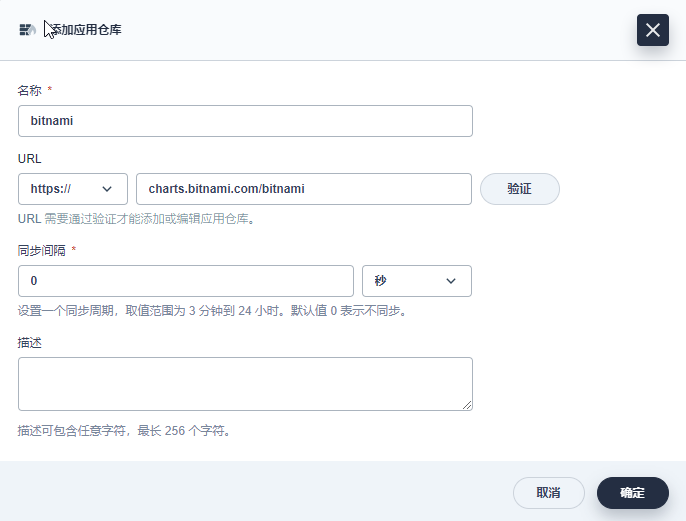 添加应用仓库
名称 *
bitnami
URL
https:// charts.bitnami.com/bitnami 验证
URL 需要通过验证才能添加或编辑应用仓库。
同步间隔 *
0 秒
设置一个同步周期，取值范围为 3 分钟到 24 小时。默认值 0 表示不同步。
描述
描述可包含任意字符，最长 256 个字符。
取消 确定